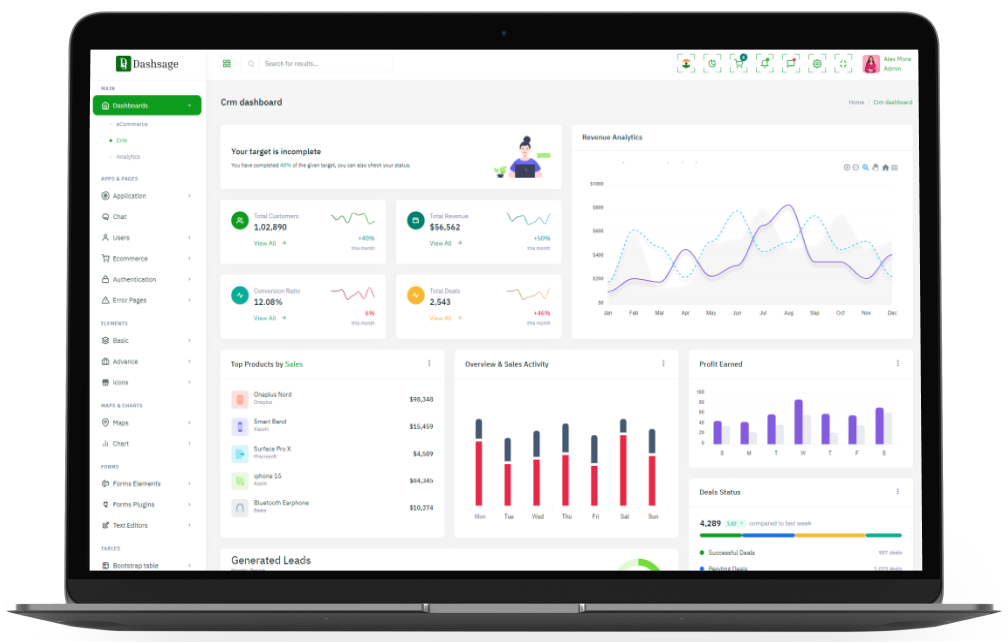 Dashsage
Search for results...
4
Alex Mora
Admin
MAIN
Dashboards
eCommerce
Crm
Analytics
APPS & PAGES
Application
Chat
Users
Ecommerce
Authentication
Error Pages
ELEMENTS
Basic
Advance
Icons
MAPS & CHARTS
Maps
Chart
FORMS
Forms Elements
Forms Plugins
Text Editors
TABLES
Bootstrap table
Crm dashboard
Home / Crm dashboard
Your target is incomplete
You have completed 48% of the given target, you can also check your status.
Total Customers
1,02,890
View All
+40%
this month
Total Revenue
$56,562
View All
+50%
this month
Conversion Ratio
12.08%
View All
6%
this month
Total Deals
2,543
View All
+46%
this month
Revenue Analytics
$1000
$800
$600
$400
$200
$0
Jan Feb Mar Apr May Jun Jul Aug Sep Oct Nov Dec
Top Products by Sales
Oneplus Nord
Oneplus
$98,348
Smart Band
Xiaomi
$15,459
Surface Pro X
Miscrosoft
$4,589
iphone 15
Apple
$84,345
Bluetooth Earphone
$10,374
Overview & Sales Activity
Mon Tue Wed Thu Fri Sat Sun
Profit Earned
100
80
60
40
20
0
S M T W T F S
Deals Status
4,289
1.02
compared to last week
Successful Deals
987 deals
Pending Deals
1,073 deals
Generated Leads